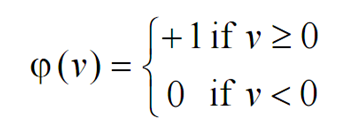 φ(v) = { +1 if v ≥ 0
0 if v < 0